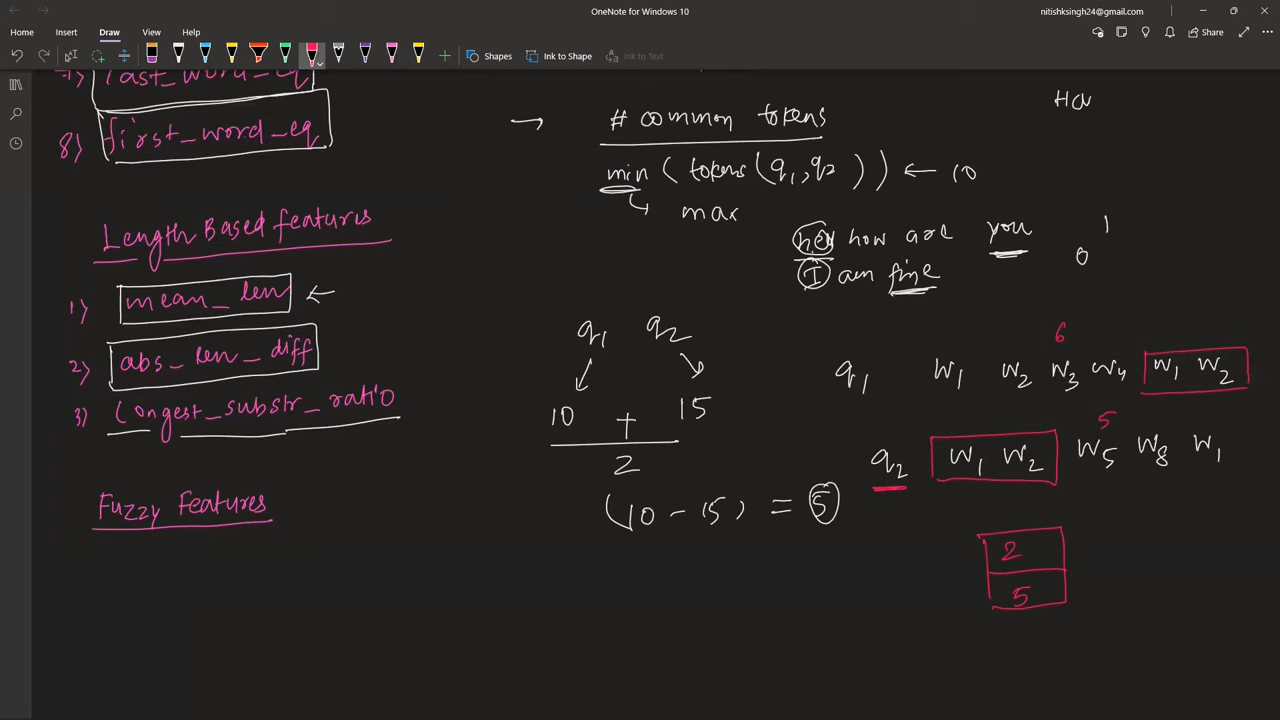 OneNote for Windows 10
nitishksingh24@gmail.com
Home Insert Draw View Help
Shapes Ink to Shape Ink to Text Share
last_word_eq
8) first_word_eq
Length Based features
1) mean_len
2) abs_len_diff
3) Longest_substr_ratio
Fuzzy Features
# common tokens
min (tokens (q1, q2)) ← 10
max
Ha
hey how are you 1
I am fine 0
q1 q2
10 + 15
2
(10 - 15) = 5
6
q1 w1 w2 w3 w4 w1 w2
5
q2 w1 w2 w5 w8 w1
2
5